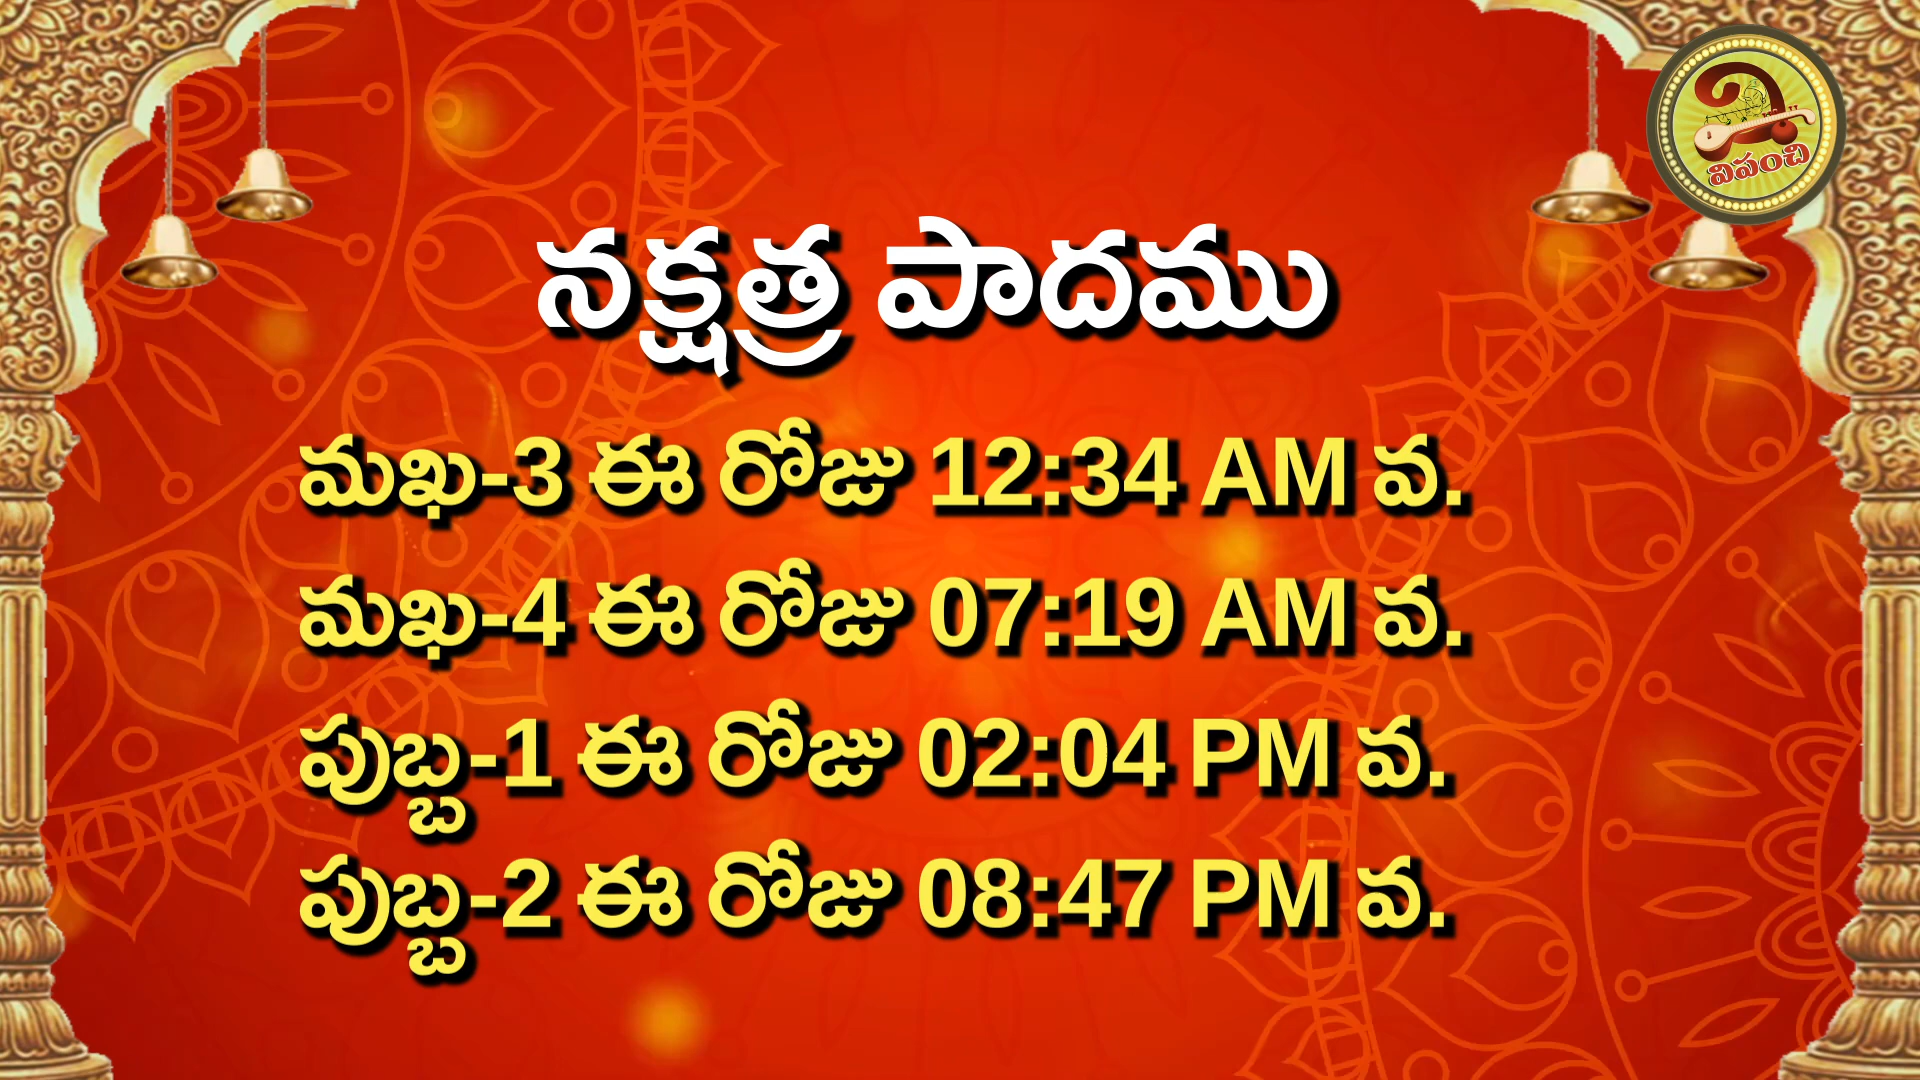 విపంచి
నక్షత్ర పాదము
మఖ-3 ఈ రోజు 12:34 AM వ.
మఖ-4 ఈ రోజు 07:19 AM వ.
పుబ్బ-1 ఈ రోజు 02:04 PM వ.
పుబ్బ-2 ఈ రోజు 08:47 PM వ.